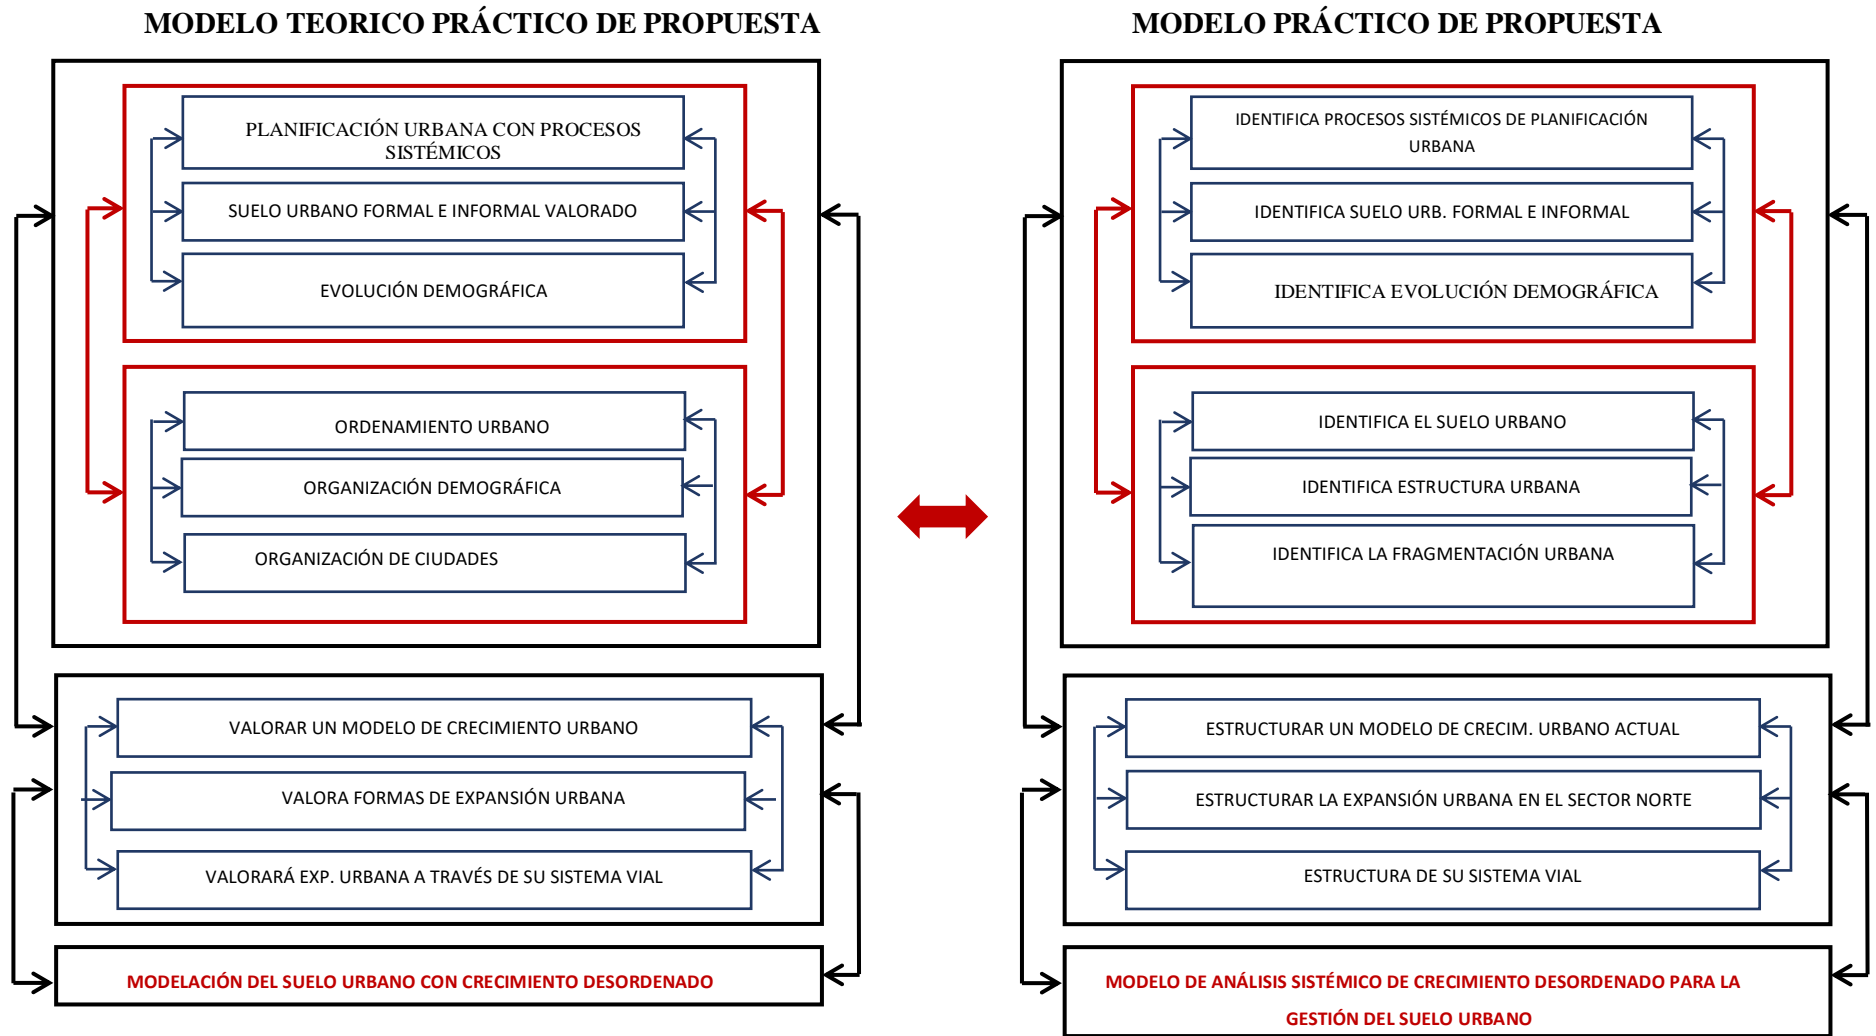 MODELO TEORICO PRÁCTICO DE PROPUESTA
PLANIFICACIÓN URBANA CON PROCESOS
SISTÉMICOS
SUELO URBANO FORMAL E INFORMAL VALORADO
EVOLUCIÓN DEMOGRÁFICA
ORDENAMIENTO URBANO
ORGANIZACIÓN DEMOGRÁFICA
ORGANIZACIÓN DE CIUDADES
VALORAR UN MODELO DE CRECIMIENTO URBANO
VALORA FORMAS DE EXPANSIÓN URBANA
VALORARÁ EXP. URBANA A TRAVÉS DE SU SISTEMA VIAL
MODELACIÓN DEL SUELO URBANO CON CRECIMIENTO DESORDENADO
MODELO PRÁCTICO DE PROPUESTA
IDENTIFICA PROCESOS SISTÉMICOS DE PLANIFICACIÓN
URBANA
IDENTIFICA SUELO URB. FORMAL E INFORMAL
IDENTIFICA EVOLUCIÓN DEMOGRÁFICA
IDENTIFICA EL SUELO URBANO
IDENTIFICA ESTRUCTURA URBANA
IDENTIFICA LA FRAGMENTACIÓN URBANA
ESTRUCTURAR UN MODELO DE CRECIM. URBANO ACTUAL
ESTRUCTURAR LA EXPANSIÓN URBANA EN EL SECTOR NORTE
ESTRUCTURA DE SU SISTEMA VIAL
MODELO DE ANÁLISIS SISTÉMICO DE CRECIMIENTO DESORDENADO PARA LA
GESTIÓN DEL SUELO URBANO